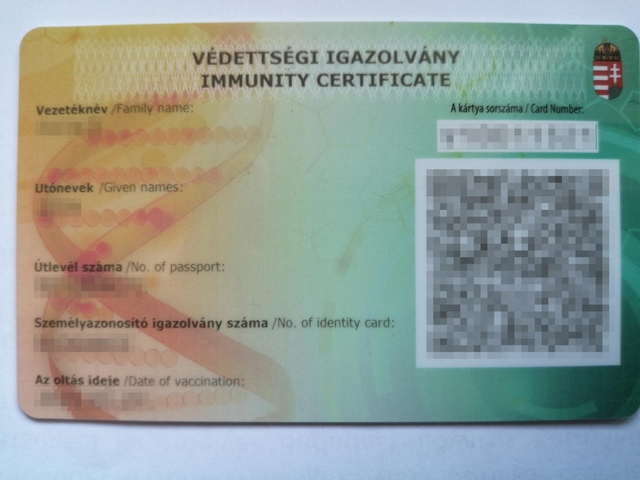 VÉDETTSÉGI IGAZOLVÁNY
IMMUNITY CERTIFICATE
Vezetéknév /Family name:
A kártya sorszáma / Card Number:
Utónevek /Given names:
Útlevél száma /No. of passport:
Személyazonosító igazolvány száma /No. of identity card:
Az oltás ideje /Date of vaccination: